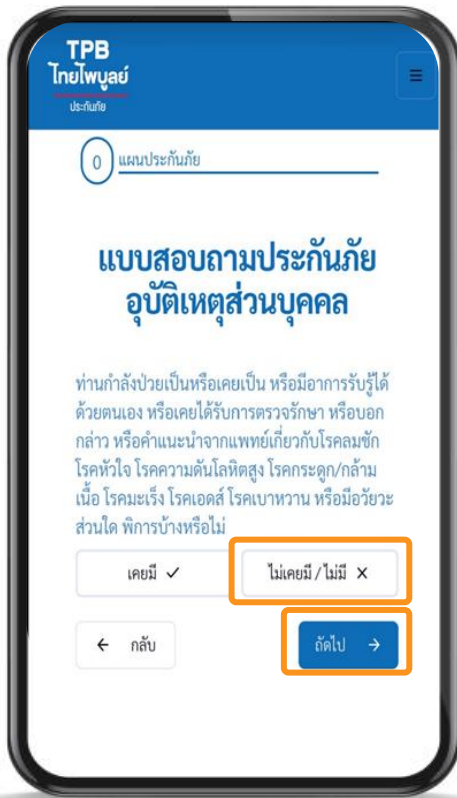 TPB
ไทยไพบูลย์
ประกันภัย
0 แผนประกันภัย
แบบสอบถามประกันภัย
อุบัติเหตุส่วนบุคคล
ท่านกำลังป่วยเป็นหรือเคยเป็น หรือมีอาการรับรู้ได้
ด้วยตนเอง หรือเคยได้รับการตรวจรักษา หรือบอก
กล่าว หรือคำแนะนำจากแพทย์เกี่ยวกับโรคลมชัก
โรคหัวใจ โรคความดันโลหิตสูง โรคกระดูก/กล้าม
เนื้อ โรคมะเร็ง โรคเอดส์ โรคเบาหวาน หรือมีอวัยวะ
ส่วนใด พิการบ้างหรือไม่
เคยมี ✓ ไม่เคยมี / ไม่มี ✕
← กลับ ถัดไป →